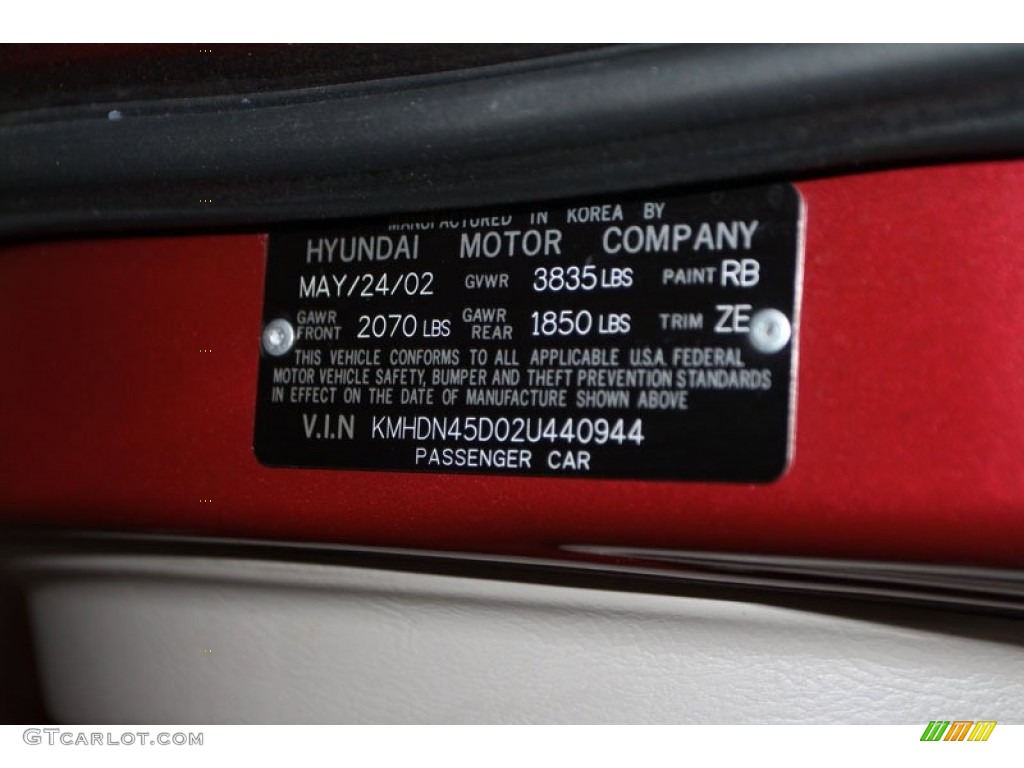 MANUFACTURED IN KOREA BY
HYUNDAI MOTOR COMPANY
MAY/24/02 GVWR 3835 LBS PAINT RB
GAWR FRONT 2070 LBS GAWR REAR 1850 LBS TRIM ZE
THIS VEHICLE CONFORMS TO ALL APPLICABLE U.S.A. FEDERAL
MOTOR VEHICLE SAFETY, BUMPER AND THEFT PREVENTION STANDARDS
IN EFFECT ON THE DATE OF MANUFACTURE SHOWN ABOVE
V.I.N KMHDN45D02U440944
PASSENGER CAR
GTCARLOT.COM